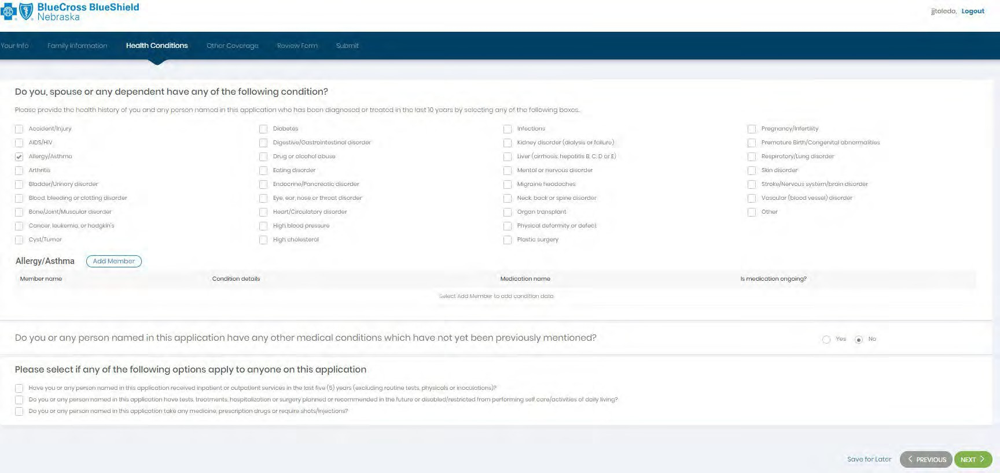 BlueCross BlueShield
Nebraska
jjtoledo, Logout
Your Info Family Information Health Conditions Other Coverage Review Form Submit
Do you, spouse or any dependent have any of the following condition?
Please provide the health history of you and any person named in this application who has been diagnosed or treated in the last 10 years by selecting any of the following boxes.
Accident/Injury Diabetes Infections Pregnancy/Infertility
AIDS/HIV Digestive/Gastrointestinal disorder Kidney disorder (dialysis or failure) Premature Birth/Congenital abnormalities
Allergy/Asthma Drug or alcohol abuse Liver (cirrhosis, hepatitis B, C, D or E) Respiratory/Lung disorder
Arthritis Eating disorder Mental or nervous disorder Skin disorder
Bladder/Urinary disorder Endocrine/Pancreatic disorder Migraine headaches Stroke/Nervous system/brain disorder
Blood, bleeding or clotting disorder Eye, ear, nose or throat disorder Neck, back or spine disorder Vascular (blood vessel) disorder
Bone/Joint/Muscular disorder Heart/Circulatory disorder Organ transplant Other
Cancer, leukemia, or hodgkin's High blood pressure Physical deformity or defect
Cyst/Tumor High cholesterol Plastic surgery
Allergy/Asthma Add Member
Member name Condition details Medication name Is medication ongoing?
Select Add Member to add condition data
Do you or any person named in this application have any other medical conditions which have not yet been previously mentioned? Yes No
Please select if any of the following options apply to anyone on this application
Have you or any person named in this application received inpatient or outpatient services in the last five (5) years (excluding routine tests, physicals or inoculations)?
Do you or any person named in this application have tests, treatments, hospitalization or surgery planned or recommended in the future or disabled/restricted from performing self care/activities of daily living?
Do you or any person named in this application take any medicine, prescription drugs or require shots/injections?
Save for Later PREVIOUS NEXT